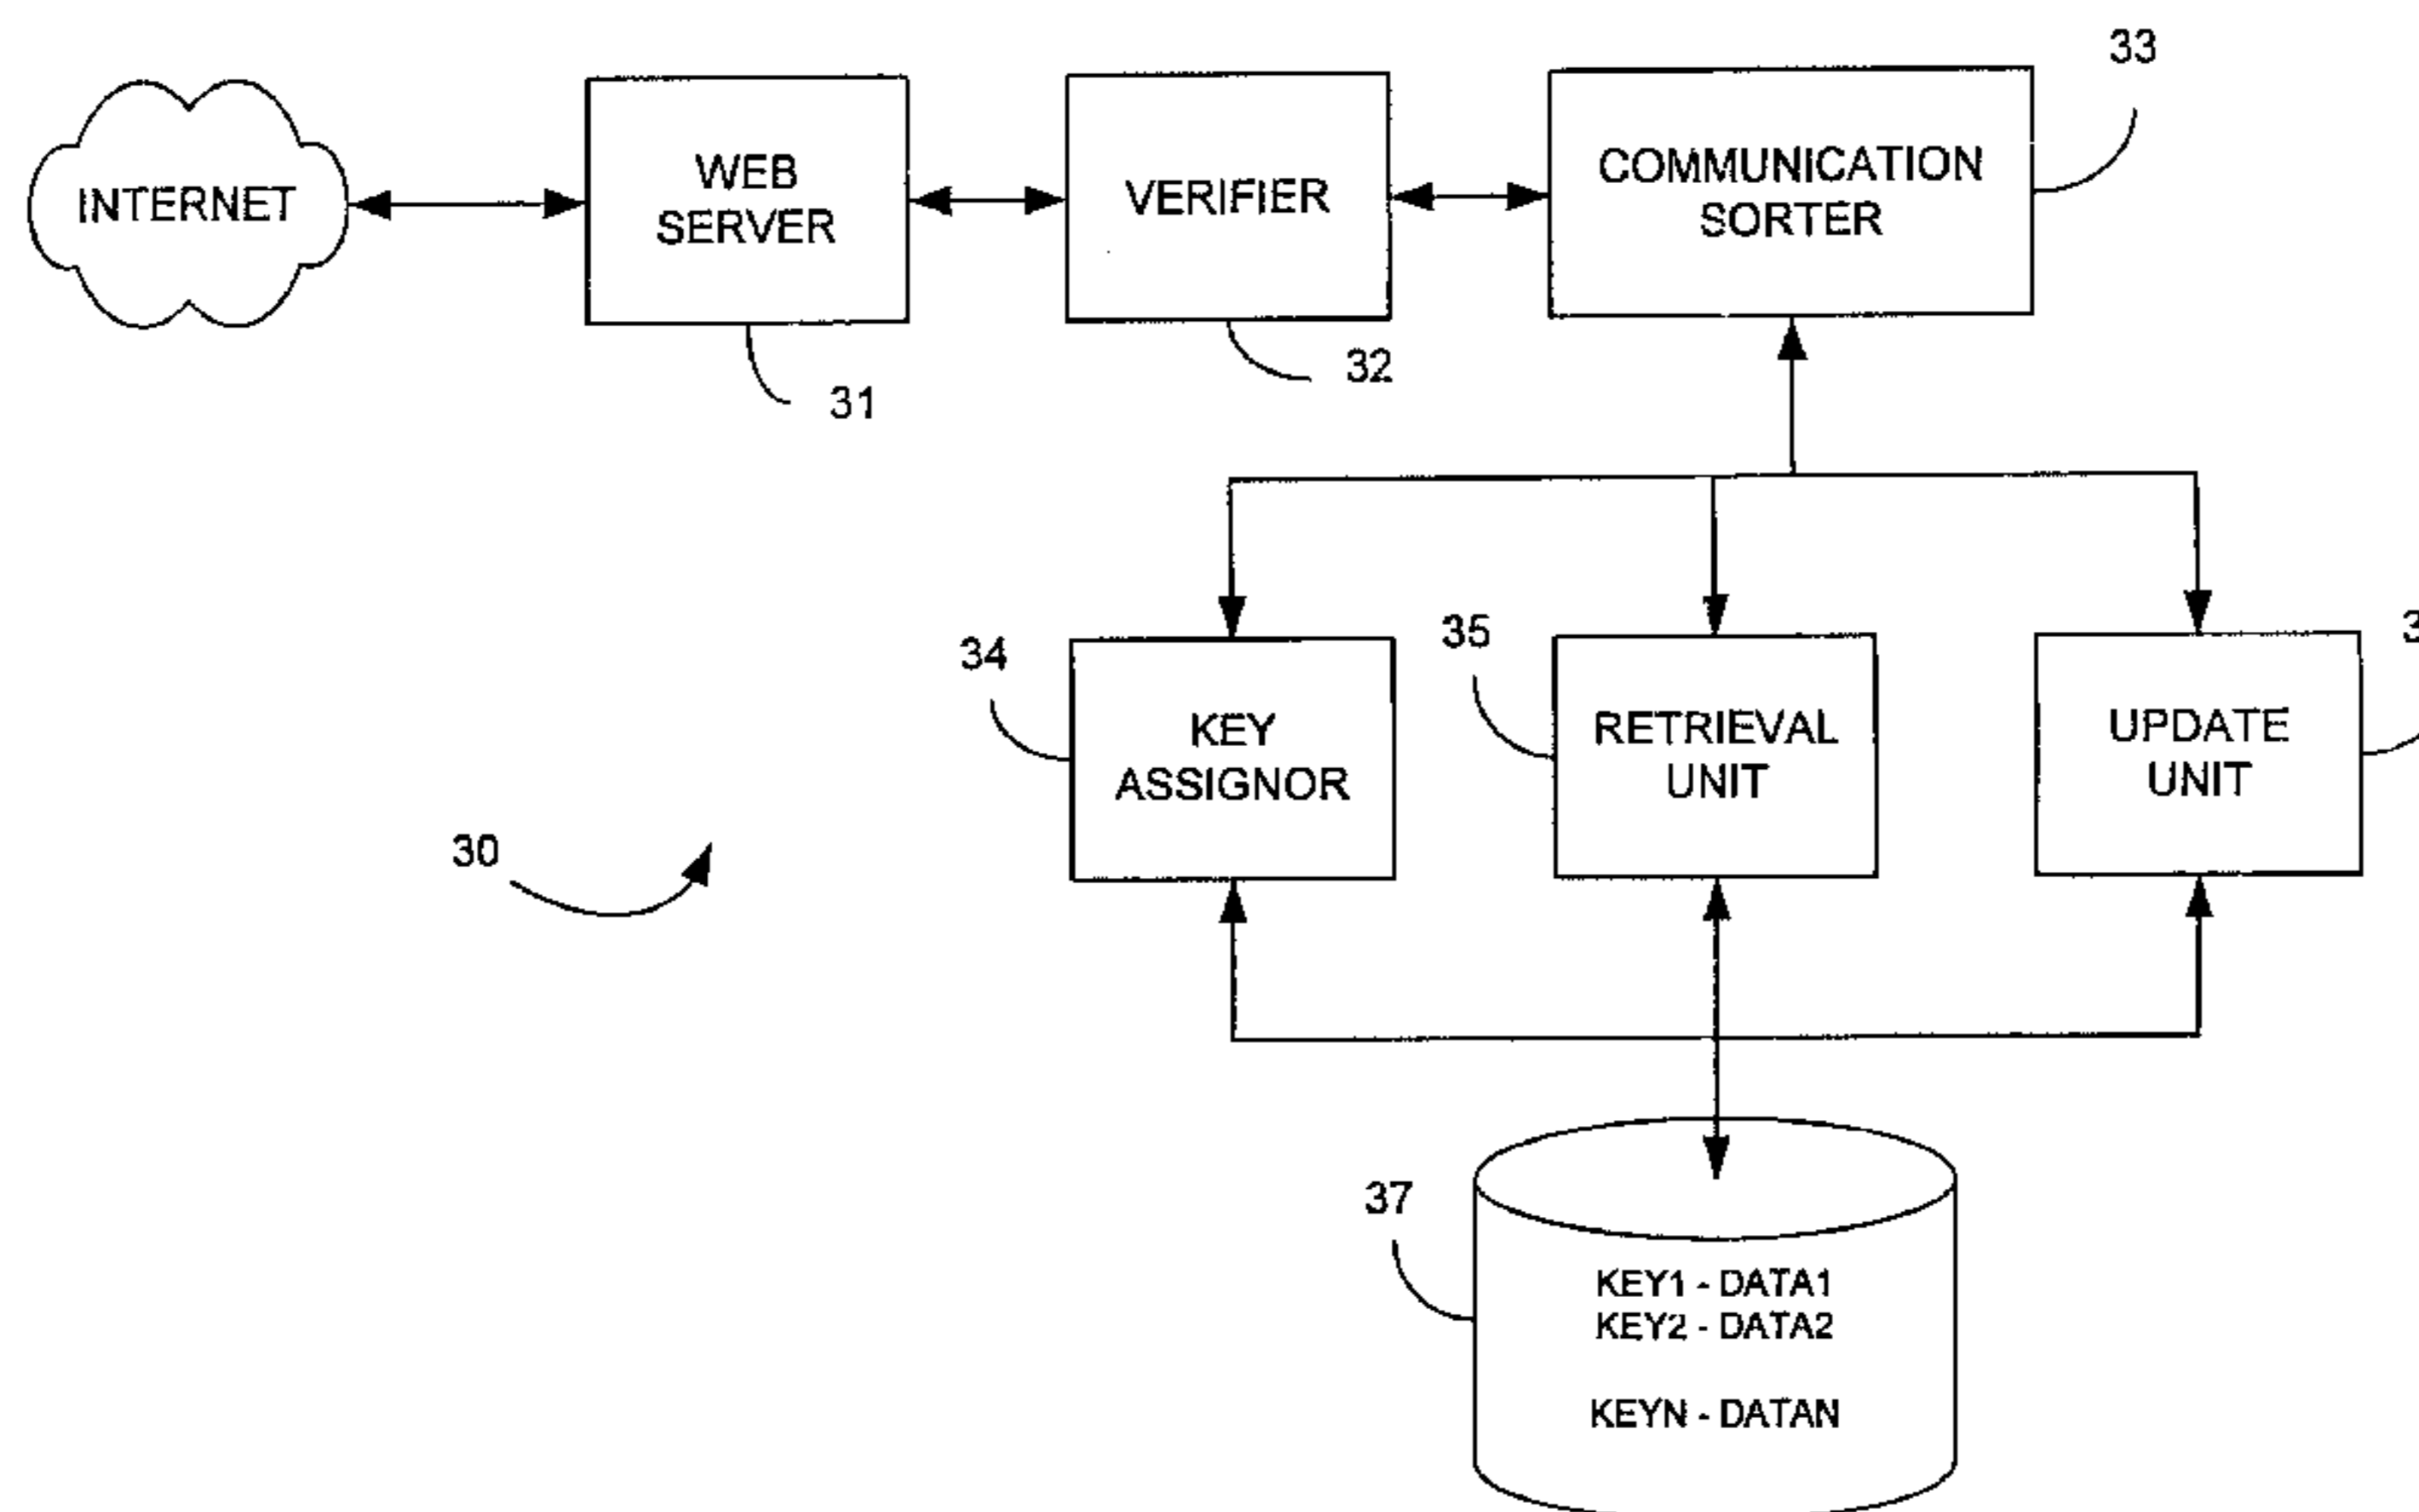 33
INTERNET
WEB
SERVER
VERIFIER
COMMUNICATION
SORTER
31
32
34
35
KEY
ASSIGNOR
RETRIEVAL
UNIT
UPDATE
UNIT
30
37
KEY1 - DATA1
KEY2 - DATA2
KEYN - DATAN